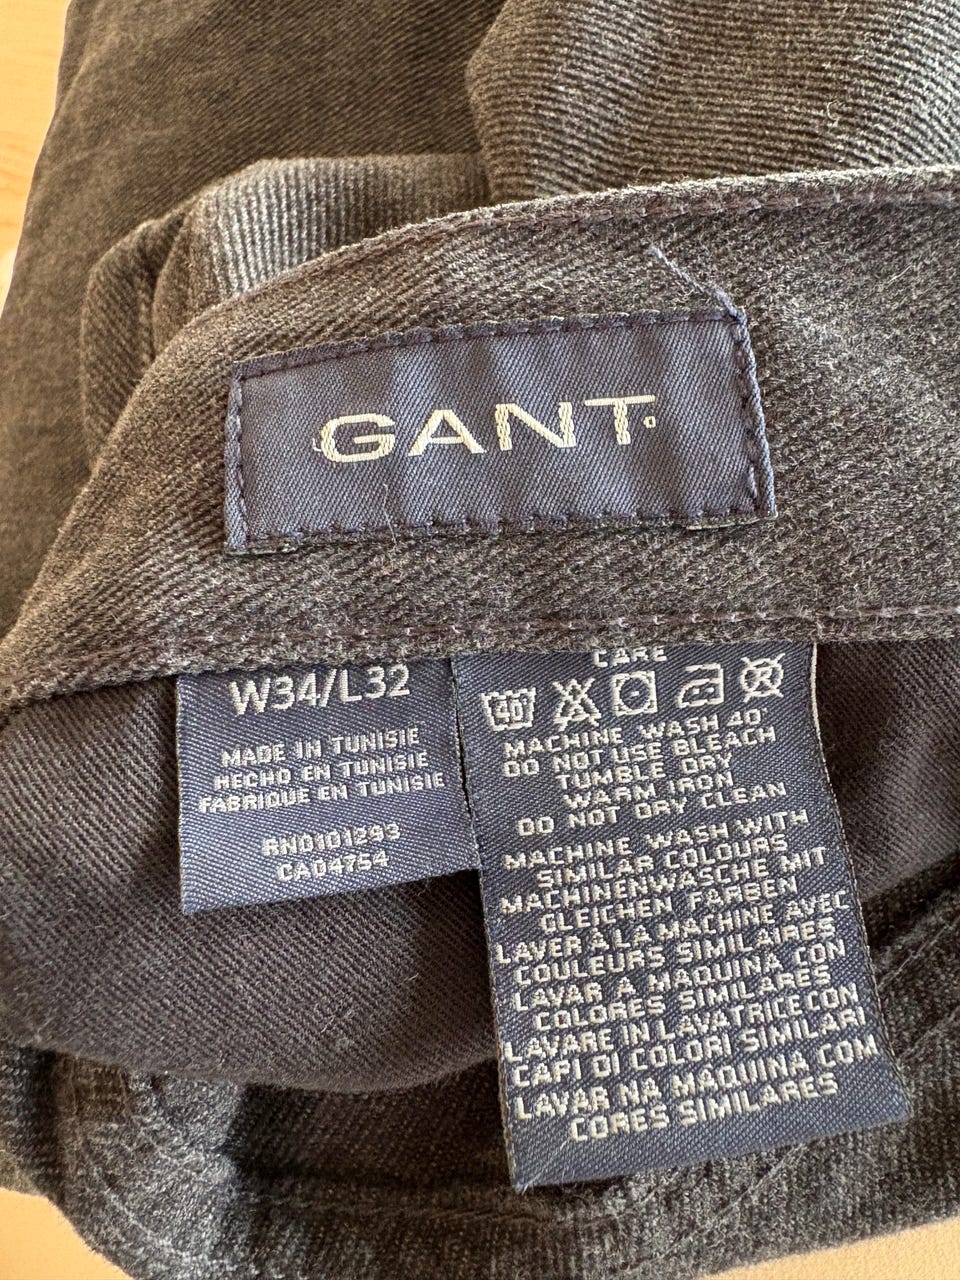 GANT
W34/L32
MADE IN TUNISIE
HECHO EN TUNISIE
FABRIQUE EN TUNISIE
RN0101293
CA04754
CARE
40°
MACHINE WASH 40°
DO NOT USE BLEACH
TUMBLE DRY
WARM IRON
DO NOT DRY CLEAN
MACHINE WASH WITH
SIMILAR COLOURS
MACHINENWASCHE MIT
GLEICHEN FARBEN
LAVER A LA MACHINE AVEC
COULEURS SIMILAIRES
LAVAR A MAQUINA CON
COLORES SIMILARES
LAVARE IN LAVATRICE CON
CAPI DI COLORI SIMILARI
LAVAR NA MAQUINA COM
CORES SIMILARES